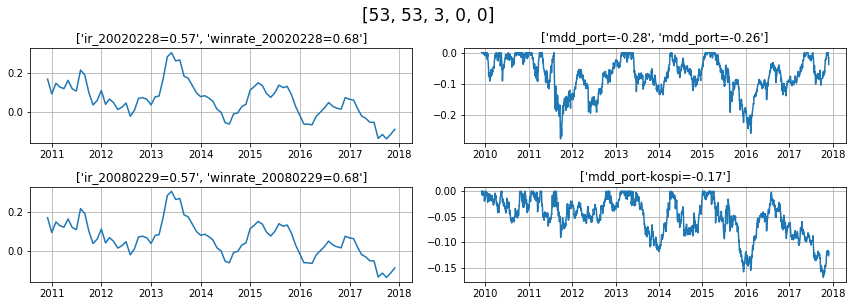 [53, 53, 3, 0, 0]
['ir_20020228=0.57', 'winrate_20020228=0.68']
0.2
0.0
2011 2012 2013 2014 2015 2016 2017 2018
['mdd_port=-0.28', 'mdd_port=-0.26']
0.0
−0.1
−0.2
2010 2011 2012 2013 2014 2015 2016 2017 2018
['ir_20080229=0.57', 'winrate_20080229=0.68']
0.2
0.0
2011 2012 2013 2014 2015 2016 2017 2018
['mdd_port-kospi=-0.17']
0.00
−0.05
−0.10
−0.15
2010 2011 2012 2013 2014 2015 2016 2017 2018